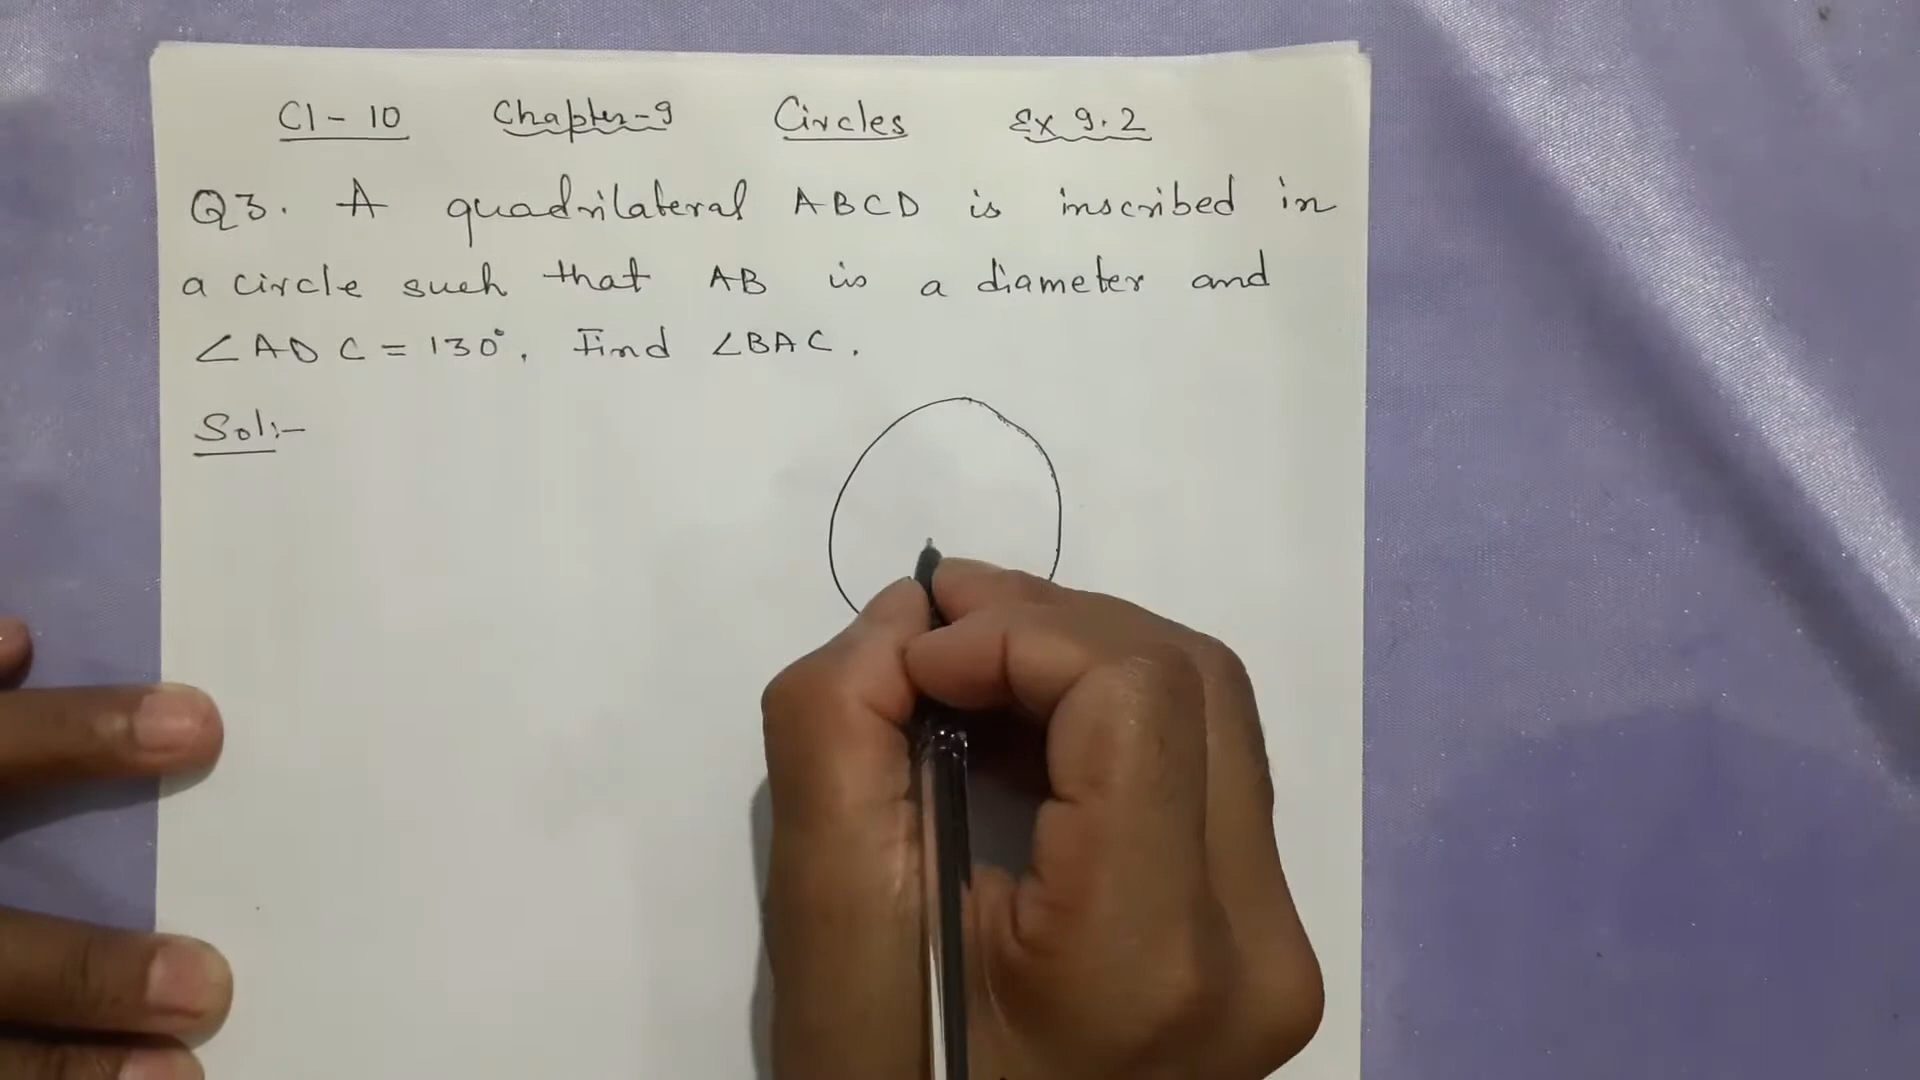 Cl - 10 Chapter-9 Circles Ex 9.2
Q3. A quadrilateral ABCD is inscribed in
a circle such that AB is a diameter and
∠ADC = 130°, Find ∠BAC.
Sol:-